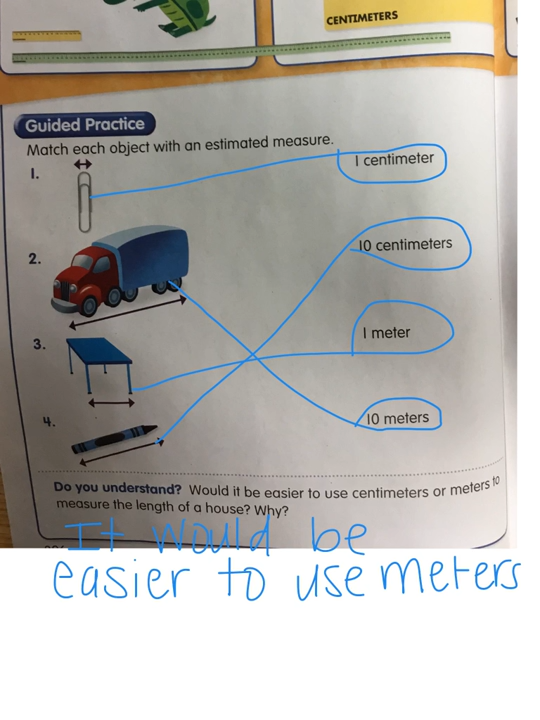 CENTIMETERS
Guided Practice
Match each object with an estimated measure.
1.
1 centimeter
2.
10 centimeters
3.
1 meter
4.
10 meters
Do you understand? Would it be easier to use centimeters or meters to
measure the length of a house? Why?
It would be
easier to use meters